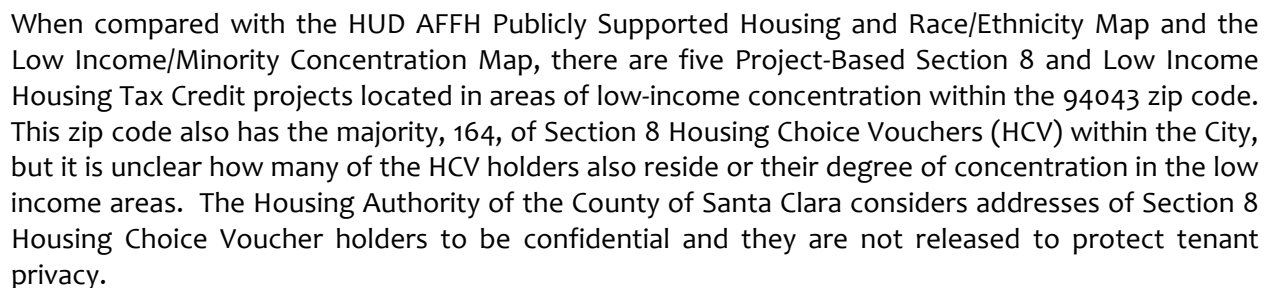 When compared with the HUD AFFH Publicly Supported Housing and Race/Ethnicity Map and the
Low Income/Minority Concentration Map, there are five Project-Based Section 8 and Low Income
Housing Tax Credit projects located in areas of low-income concentration within the 94043 zip code.
This zip code also has the majority, 164, of Section 8 Housing Choice Vouchers (HCV) within the City,
but it is unclear how many of the HCV holders also reside or their degree of concentration in the low
income areas. The Housing Authority of the County of Santa Clara considers addresses of Section 8
Housing Choice Voucher holders to be confidential and they are not released to protect tenant
privacy.